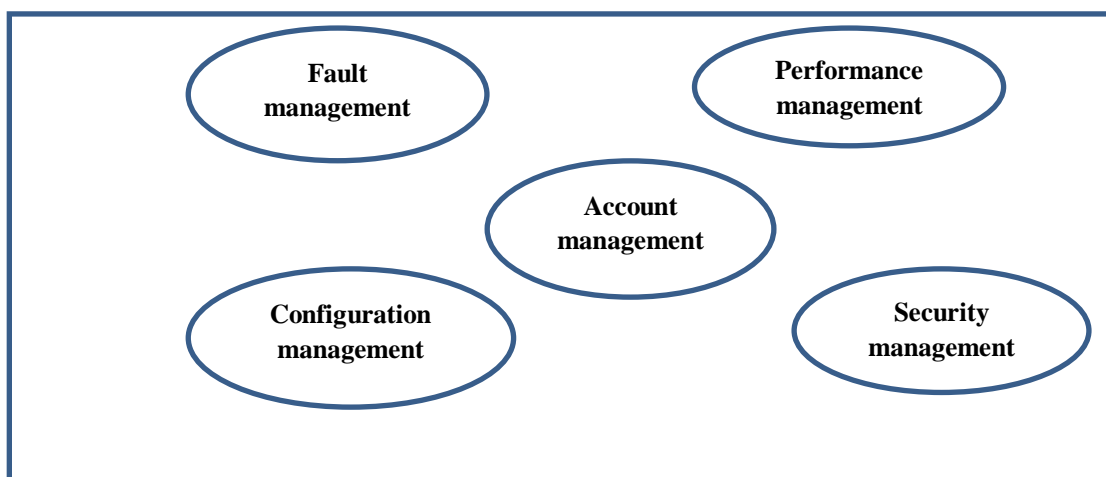 Fault
management
Performance
management
Account
management
Configuration
management
Security
management